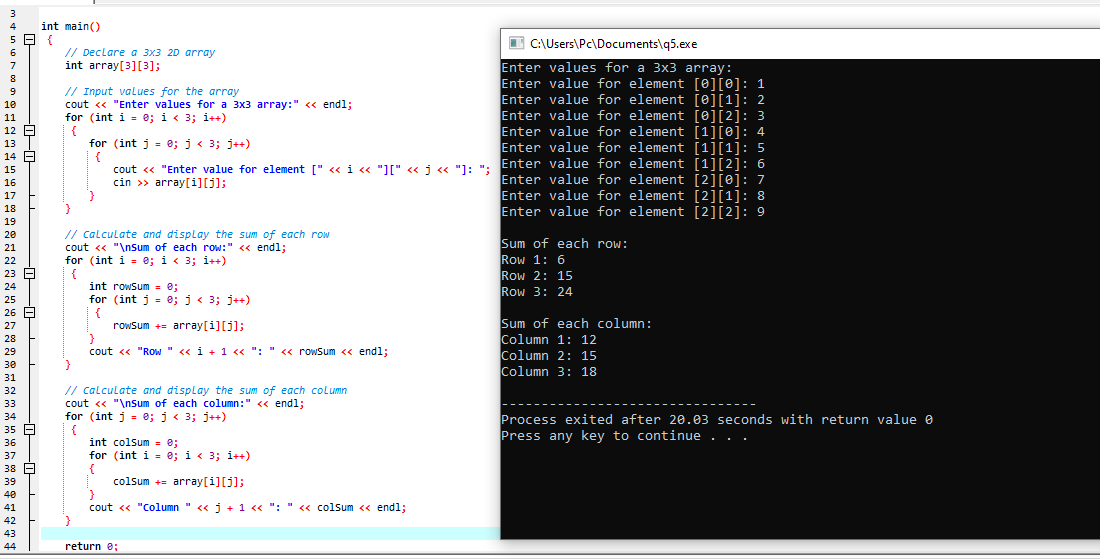 3
4 int main()
5 {
6 // Declare a 3x3 2D array
7 int array[3][3];
8
9 // Input values for the array
10 cout << "Enter values for a 3x3 array:" << endl;
11 for (int i = 0; i < 3; i++)
12 {
13 for (int j = 0; j < 3; j++)
14 {
15 cout << "Enter value for element [" << i << "][" << j << "]: ";
16 cin >> array[i][j];
17 }
18 }
19
20 // Calculate and display the sum of each row
21 cout << "\nSum of each row:" << endl;
22 for (int i = 0; i < 3; i++)
23 {
24 int rowSum = 0;
25 for (int j = 0; j < 3; j++)
26 {
27 rowSum += array[i][j];
28 }
29 cout << "Row " << i + 1 << ": " << rowSum << endl;
30 }
31
32 // Calculate and display the sum of each column
33 cout << "\nSum of each column:" << endl;
34 for (int j = 0; j < 3; j++)
35 {
36 int colSum = 0;
37 for (int i = 0; i < 3; i++)
38 {
39 colSum += array[i][j];
40 }
41 cout << "Column " << j + 1 << ": " << colSum << endl;
42 }
43
44 return 0;
C:\Users\Pc\Documents\q5.exe
Enter values for a 3x3 array:
Enter value for element [0][0]: 1
Enter value for element [0][1]: 2
Enter value for element [0][2]: 3
Enter value for element [1][0]: 4
Enter value for element [1][1]: 5
Enter value for element [1][2]: 6
Enter value for element [2][0]: 7
Enter value for element [2][1]: 8
Enter value for element [2][2]: 9
Sum of each row:
Row 1: 6
Row 2: 15
Row 3: 24
Sum of each column:
Column 1: 12
Column 2: 15
Column 3: 18
--------------------------------
Process exited after 20.03 seconds with return value 0
Press any key to continue . . .